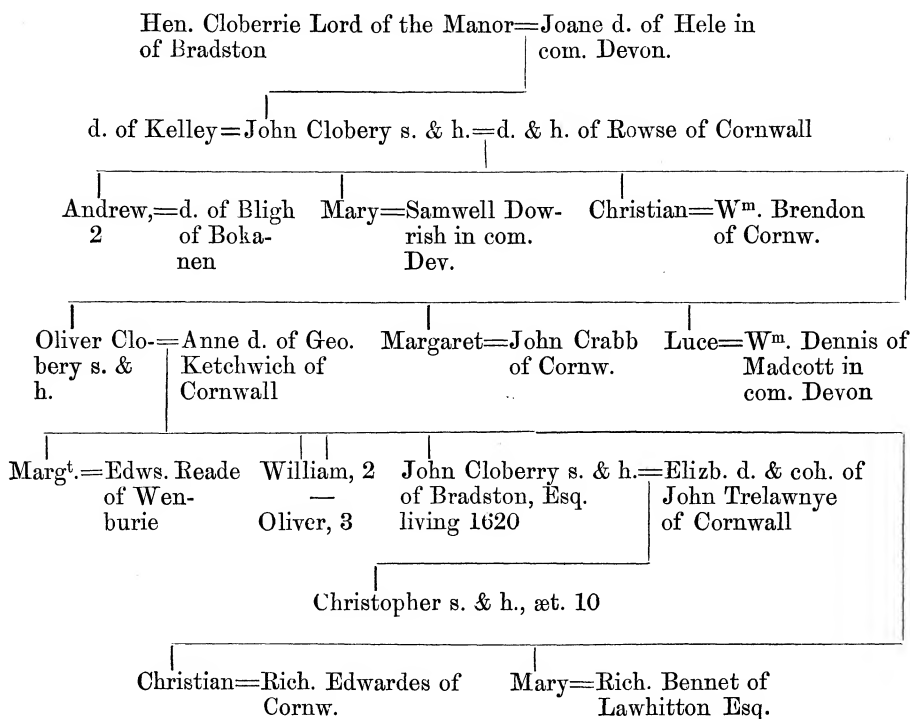 Hen. Cloberrie Lord of the Manor=Joane d. of Hele in
of Bradston com. Devon.
d. of Kelley=John Clobery s. & h.=d. & h. of Rowse of Cornwall
Andrew,=d. of Bligh Mary=Samwell Dow- Christian=Wᵐ. Brendon
2 of Boka- rish in com. of Cornw.
nen Dev.
Oliver Clo-=Anne d. of Geo. Margaret=John Crabb Luce=Wᵐ. Dennis of
bery s. & Ketchwich of of Cornw. Madcott in
h. Cornwall com. Devon
Margᵗ.=Edws. Reade William, 2 John Cloberry s. & h.=Elizb. d. & coh. of
of Wen- — of Bradston, Esq. John Trelawnye
burie Oliver, 3 living 1620 of Cornwall
Christopher s. & h., æt. 10
Christian=Rich. Edwardes of Mary=Rich. Bennet of
Cornw. Lawhitton Esq.